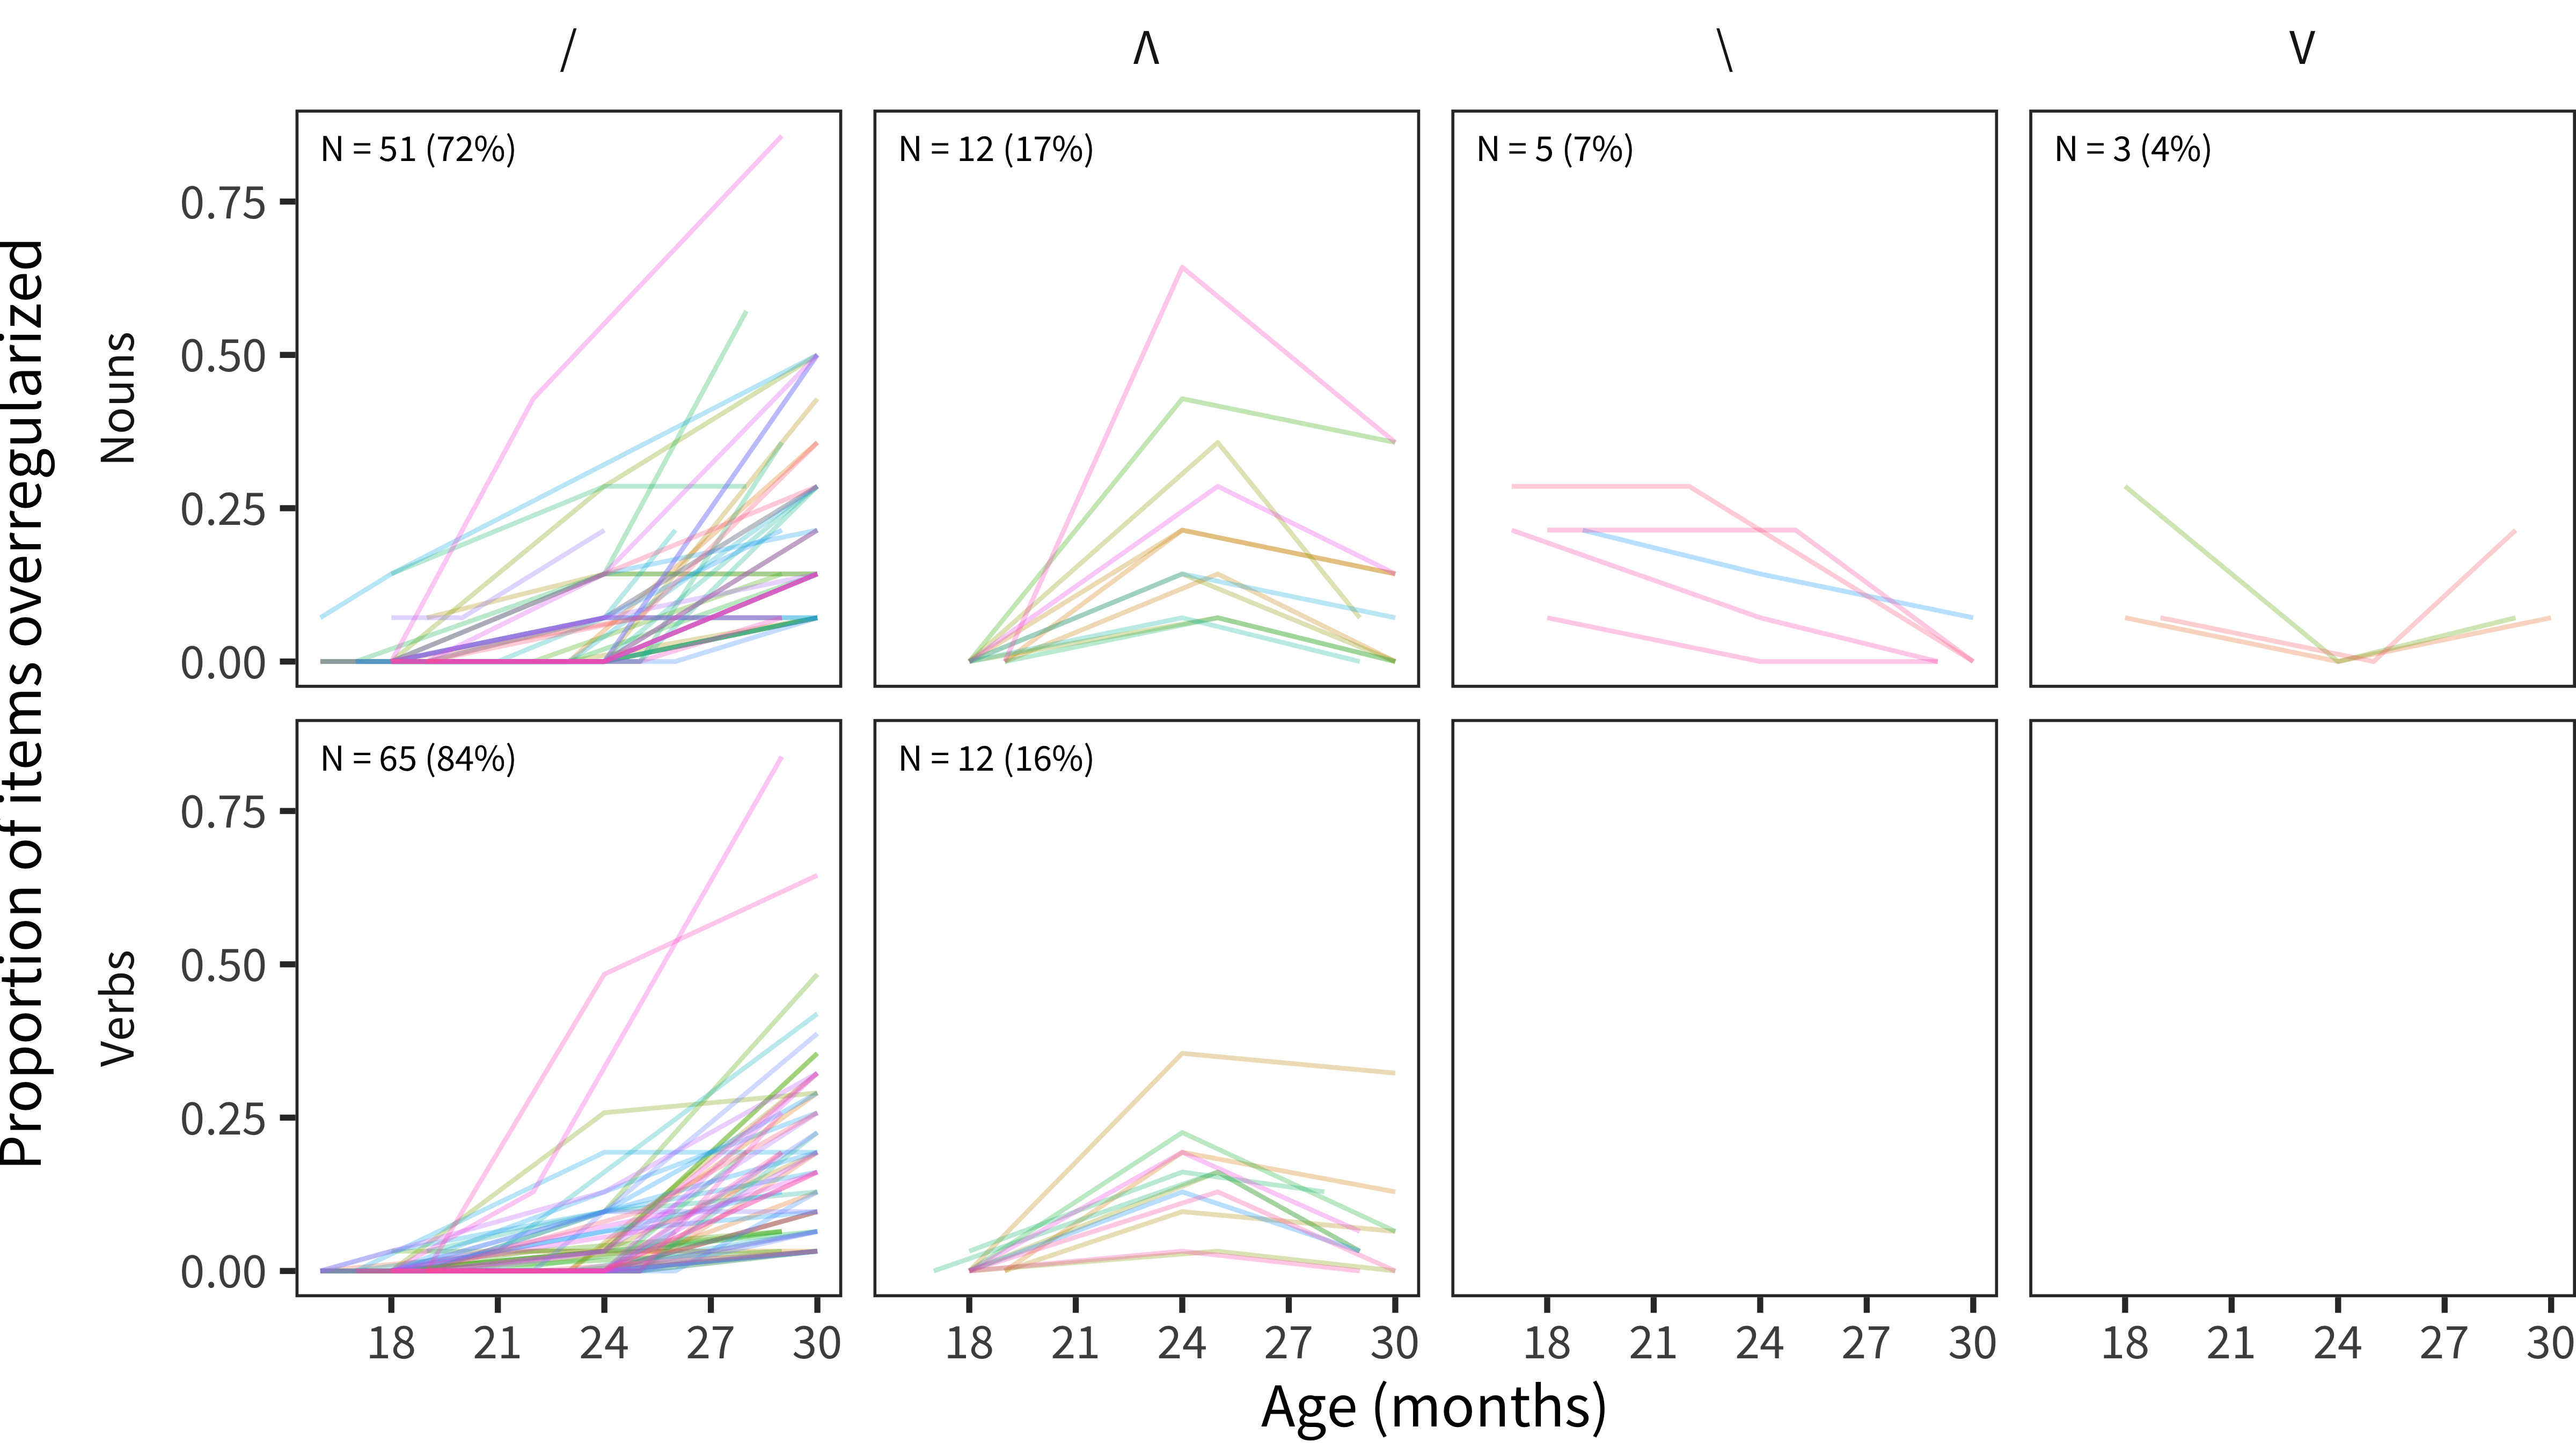 /
Λ
\
V
N = 51 (72%)
N = 12 (17%)
N = 5 (7%)
N = 3 (4%)
Proportion of items overregularized
Nouns
0.75
0.50
0.25
0.00
N = 65 (84%)
N = 12 (16%)
Verbs
0.75
0.50
0.25
0.00
18 21 24 27 30
18 21 24 27 30
18 21 24 27 30
18 21 24 27 30
Age (months)